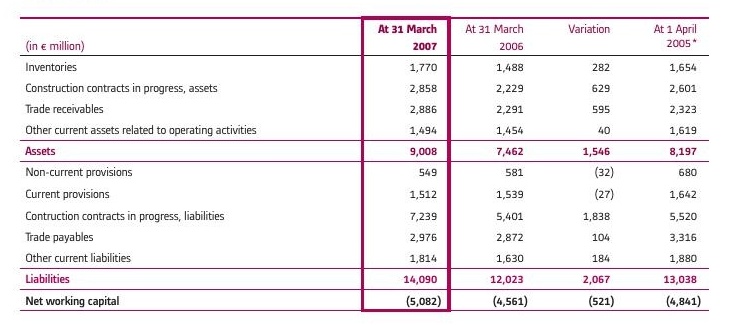 At 31 March At 31 March Variation At 1 April
(in € million) 2007 2006 2005*
Inventories 1,770 1,488 282 1,654
Construction contracts in progress, assets 2,858 2,229 629 2,601
Trade receivables 2,886 2,291 595 2,323
Other current assets related to operating activities 1,494 1,454 40 1,619
Assets 9,008 7,462 1,546 8,197
Non-current provisions 549 581 (32) 680
Current provisions 1,512 1,539 (27) 1,642
Contruction contracts in progress, liabilities 7,239 5,401 1,838 5,520
Trade payables 2,976 2,872 104 3,316
Other current liabilities 1,814 1,630 184 1,880
Liabilities 14,090 12,023 2,067 13,038
Net working capital (5,082) (4,561) (521) (4,841)